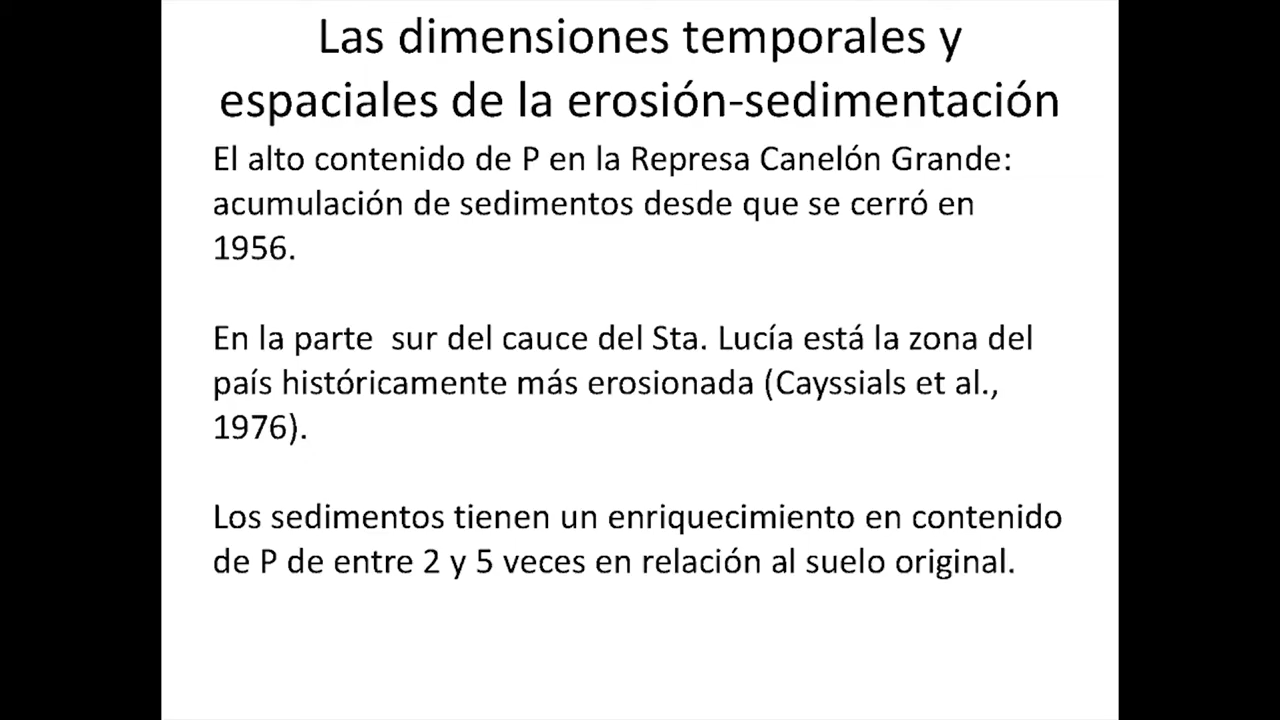 Las dimensiones temporales y
espaciales de la erosión-sedimentación
El alto contenido de P en la Represa Canelón Grande:
acumulación de sedimentos desde que se cerró en
1956.
En la parte  sur del cauce del Sta. Lucía está la zona del
país históricamente más erosionada (Cayssials et al.,
1976).
Los sedimentos tienen un enriquecimiento en contenido
de P de entre 2 y 5 veces en relación al suelo original.